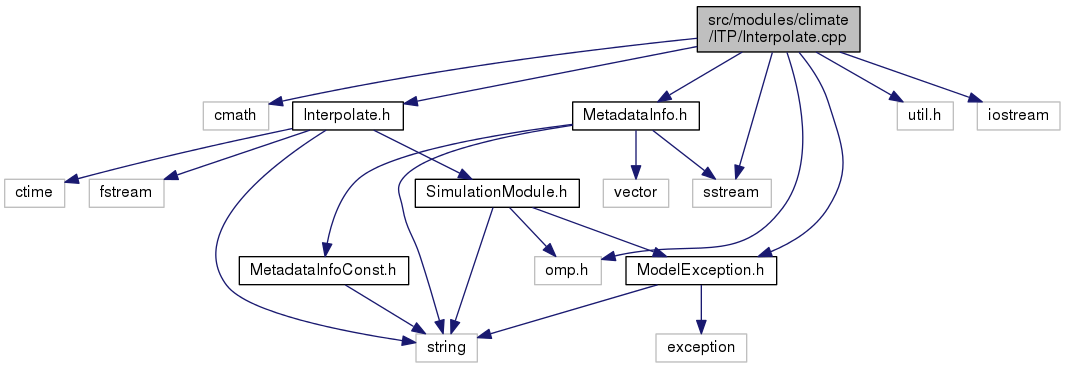 src/modules/climate
/ITP/Interpolate.cpp
cmath
Interpolate.h
MetadataInfo.h
util.h
iostream
ctime
fstream
SimulationModule.h
vector
sstream
MetadataInfoConst.h
omp.h
ModelException.h
string
exception